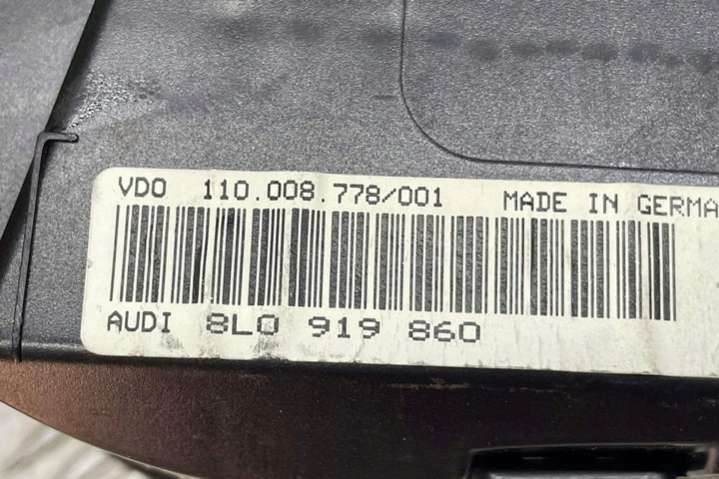 VDO 110.008.778/001 MADE IN GERMA
AUDI 8L0 919 860